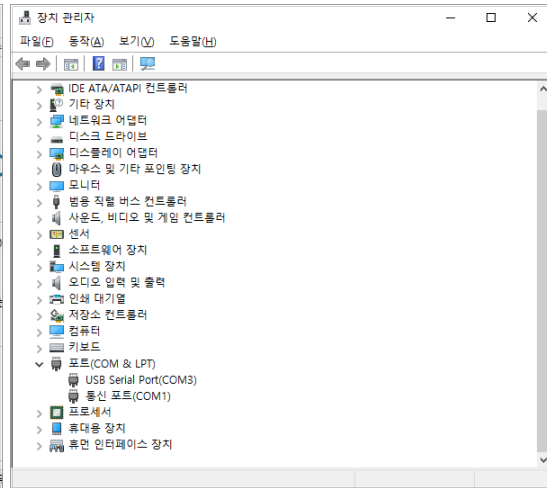 장치 관리자
파일(F) 동작(A) 보기(V) 도움말(H)
IDE ATA/ATAPI 컨트롤러
기타 장치
네트워크 어댑터
디스크 드라이브
디스플레이 어댑터
마우스 및 기타 포인팅 장치
모니터
범용 직렬 버스 컨트롤러
사운드, 비디오 및 게임 컨트롤러
센서
소프트웨어 장치
시스템 장치
오디오 입력 및 출력
인쇄 대기열
저장소 컨트롤러
컴퓨터
키보드
포트(COM & LPT)
USB Serial Port(COM3)
통신 포트(COM1)
프로세서
휴대용 장치
휴먼 인터페이스 장치